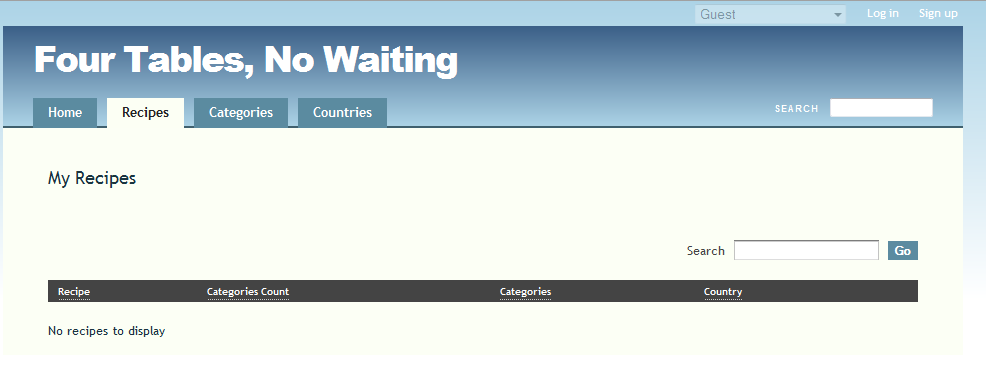 Guest Log in Sign up
Four Tables, No Waiting
Home Recipes Categories Countries SEARCH
My Recipes
Search Go
Recipe Categories Count Categories Country
No recipes to display